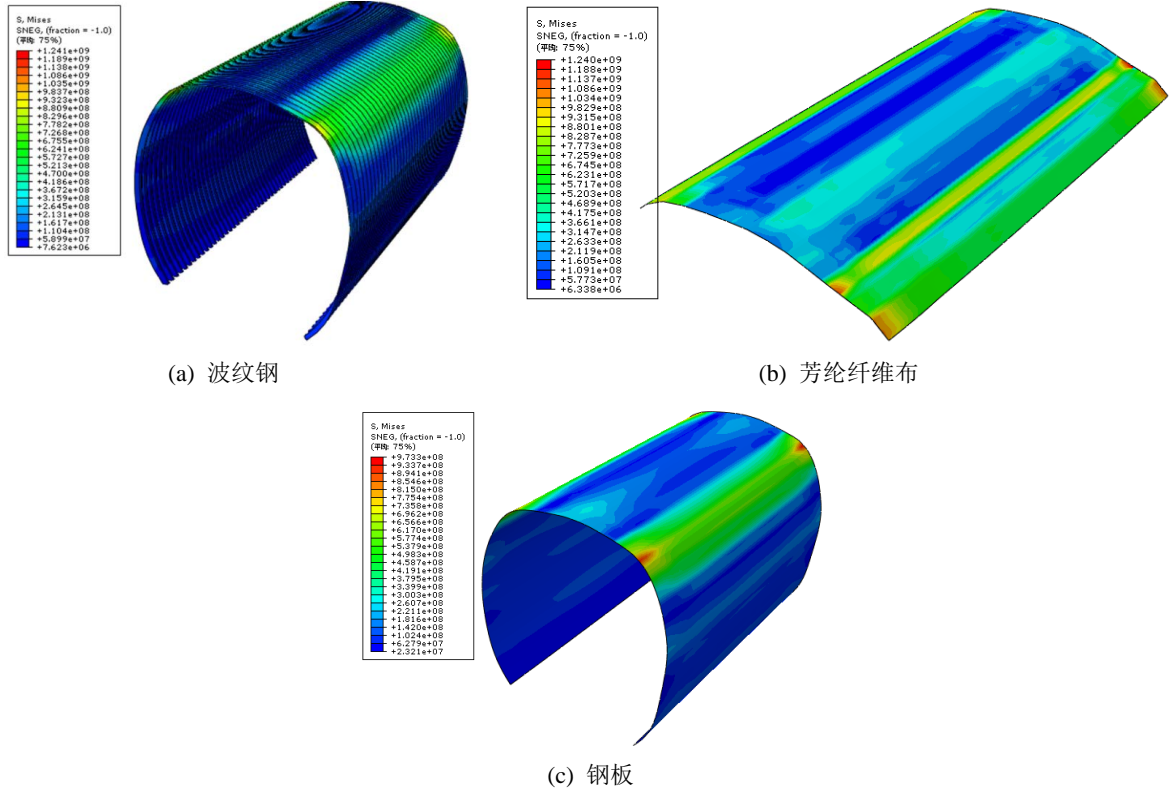 S, Mises
SNEG, (fraction = -1.0)
(平均: 75%)
+1.241e+09
+1.189e+09
+1.138e+09
+1.086e+09
+1.035e+09
+9.837e+08
+9.323e+08
+8.809e+08
+8.296e+08
+7.782e+08
+7.268e+08
+6.755e+08
+6.241e+08
+5.727e+08
+5.213e+08
+4.700e+08
+4.186e+08
+3.672e+08
+3.159e+08
+2.645e+08
+2.131e+08
+1.617e+08
+1.104e+08
+5.899e+07
+7.623e+06
(a) 波纹钢
S, Mises
SNEG, (fraction = -1.0)
(平均: 75%)
+1.240e+09
+1.188e+09
+1.137e+09
+1.086e+09
+1.034e+09
+9.829e+08
+9.315e+08
+8.801e+08
+8.287e+08
+7.773e+08
+7.259e+08
+6.745e+08
+6.231e+08
+5.717e+08
+5.203e+08
+4.689e+08
+4.175e+08
+3.661e+08
+3.147e+08
+2.633e+08
+2.119e+08
+1.605e+08
+1.091e+08
+5.773e+07
+6.338e+06
(b) 芳纶纤维布
S, Mises
SNEG, (fraction = -1.0)
(平均: 75%)
+9.733e+08
+9.337e+08
+8.941e+08
+8.546e+08
+8.150e+08
+7.754e+08
+7.358e+08
+6.962e+08
+6.566e+08
+6.170e+08
+5.774e+08
+5.379e+08
+4.983e+08
+4.587e+08
+4.191e+08
+3.795e+08
+3.399e+08
+3.003e+08
+2.607e+08
+2.211e+08
+1.816e+08
+1.420e+08
+1.024e+08
+6.279e+07
+2.321e+07
(c) 钢板